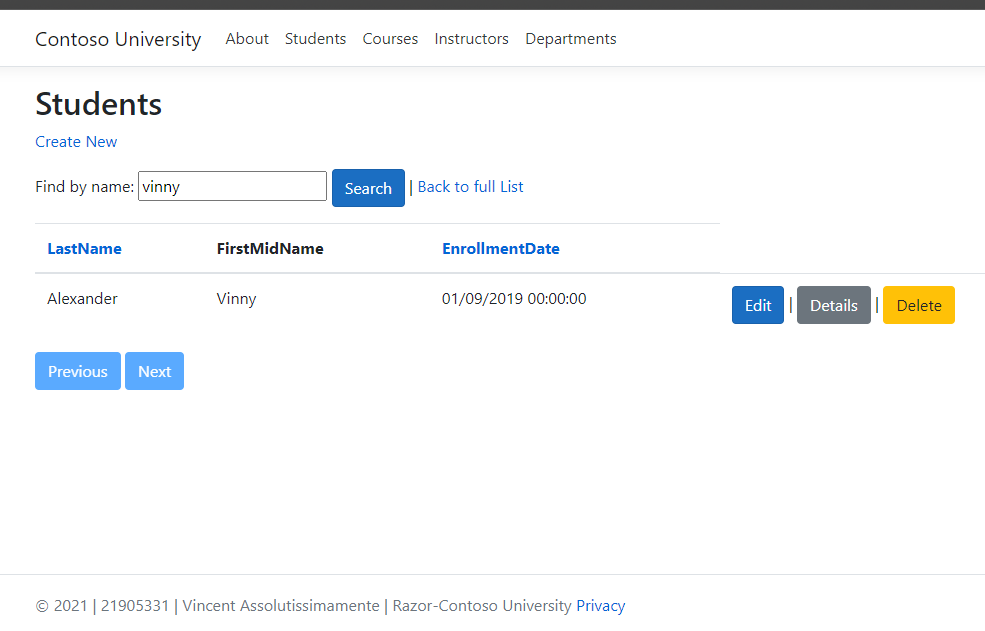 Contoso University About Students Courses Instructors Departments
Students
Create New
Find by name: vinny Search | Back to full List
LastName FirstMidName EnrollmentDate
Alexander Vinny 01/09/2019 00:00:00 Edit | Details | Delete
Previous Next
© 2021 | 21905331 | Vincent Assolutissimamente | Razor-Contoso University Privacy